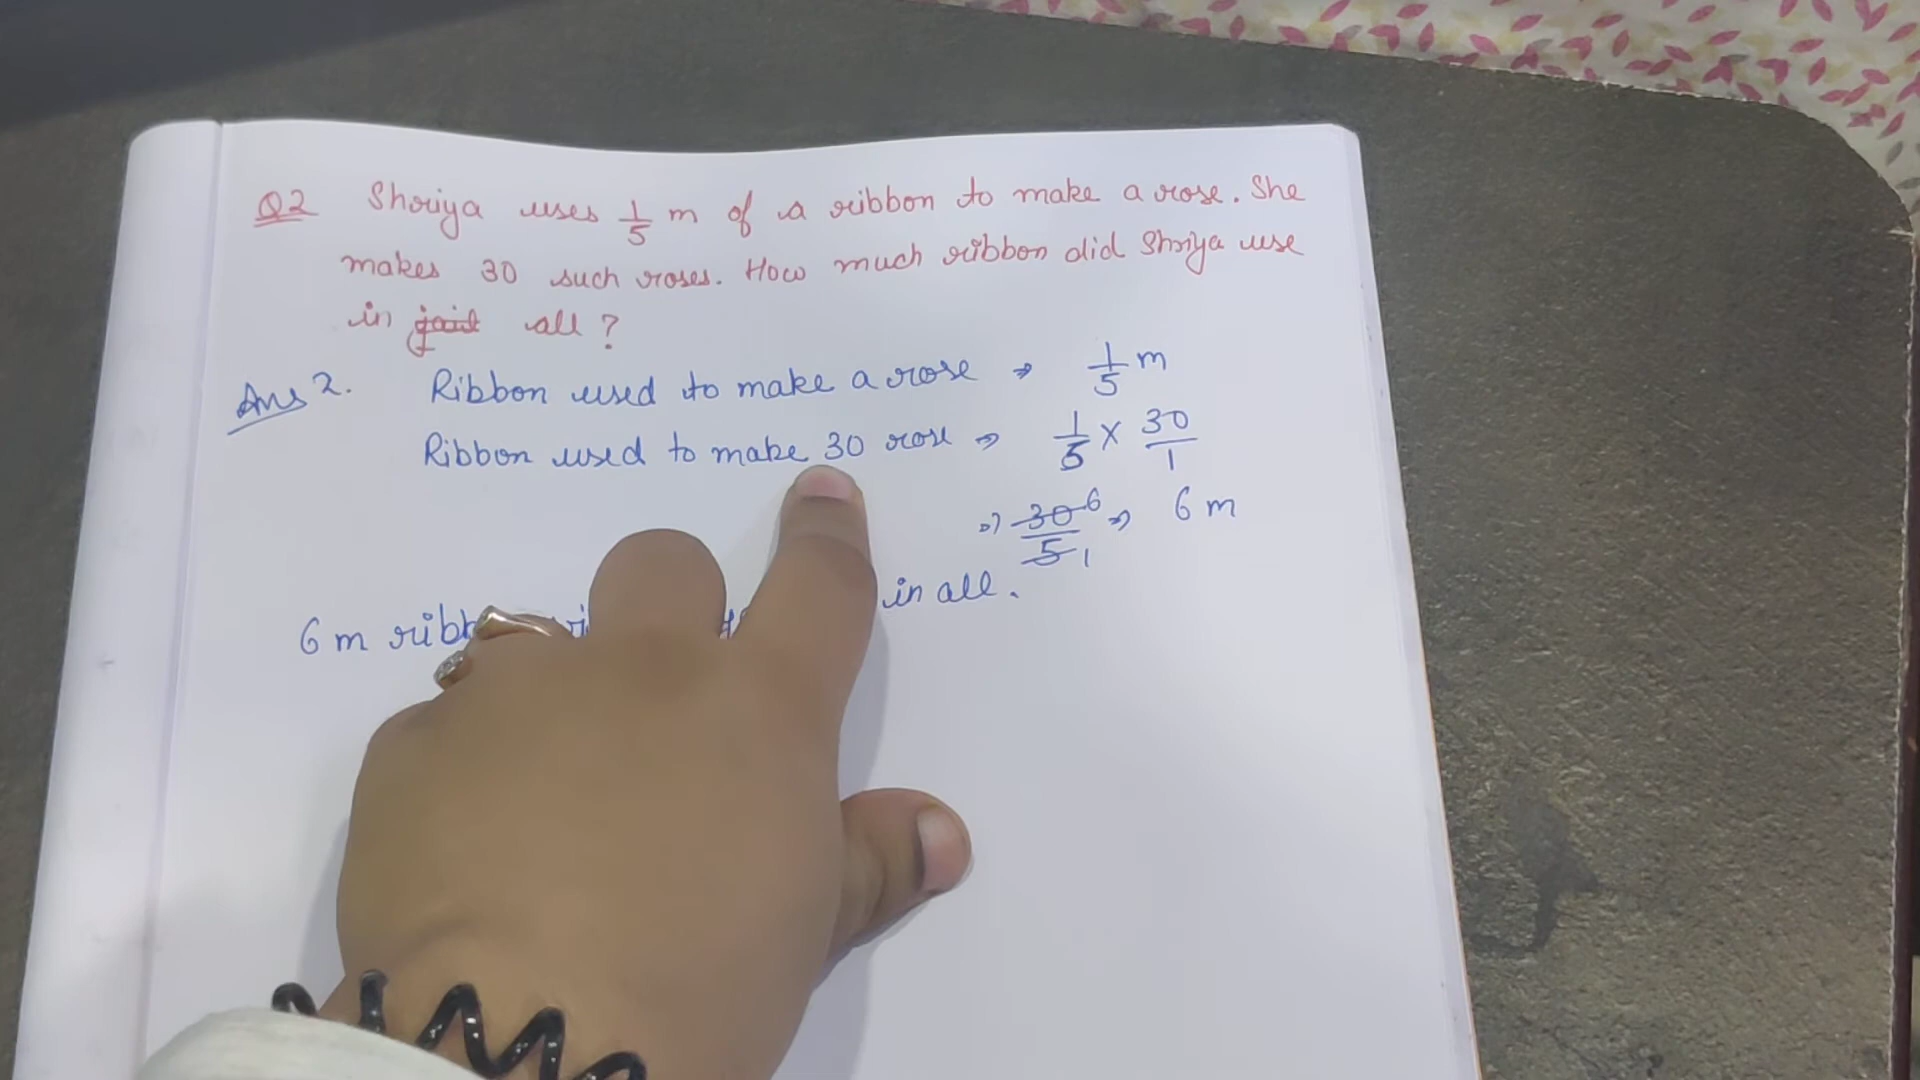 Q2 Shriya uses 1/5 m of a ribbon to make a rose. She
makes 30 such roses. How much ribbon did Shriya use
in all?
Ans 2. Ribbon used to make a rose ⇒ 1/5 m
Ribbon used to make 30 rose ⇒ 1/5 × 30/1
⇒ 30/5 6 1 ⇒ 6 m
6 m in all.